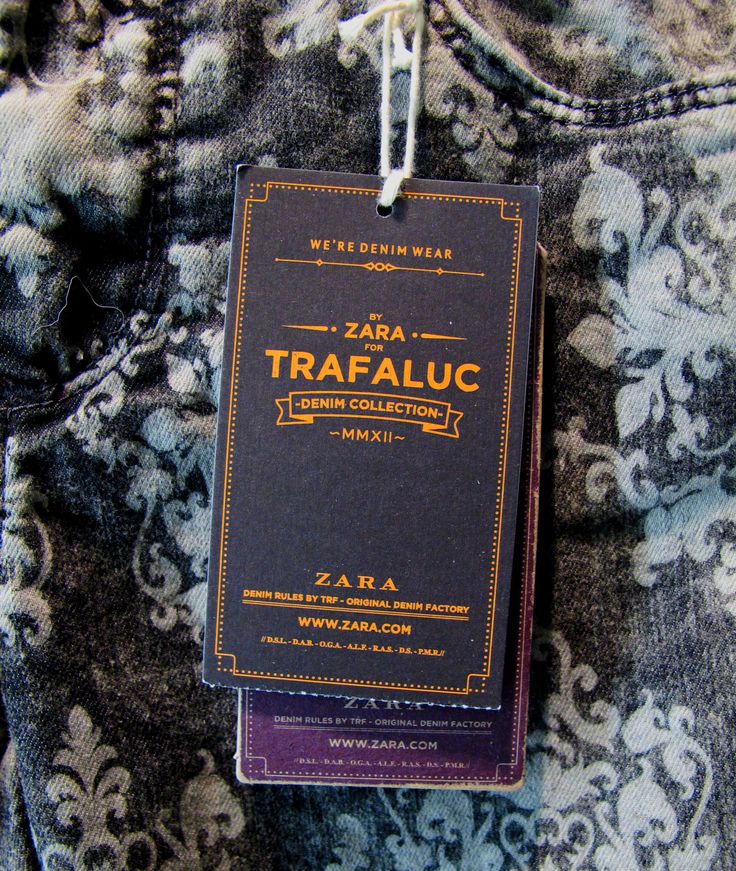 WE'RE DENIM WEAR
BY
ZARA
FOR
TRAFALUC
-DENIM COLLECTION-
~MMXII~
ZARA
DENIM RULES BY TRF - ORIGINAL DENIM FACTORY
WWW.ZARA.COM
// D.S.L. - D.A.B. - O.G.A. - A.L.F. - R.A.S. - D.S. - P.M.R.//
ZARA
DENIM RULES BY TRF - ORIGINAL DENIM FACTORY
WWW.ZARA.COM
//D.S.L. - D.A.B. - O.G.A. - A.L.F. - R.A.S. - D.S. - P.M.R.//